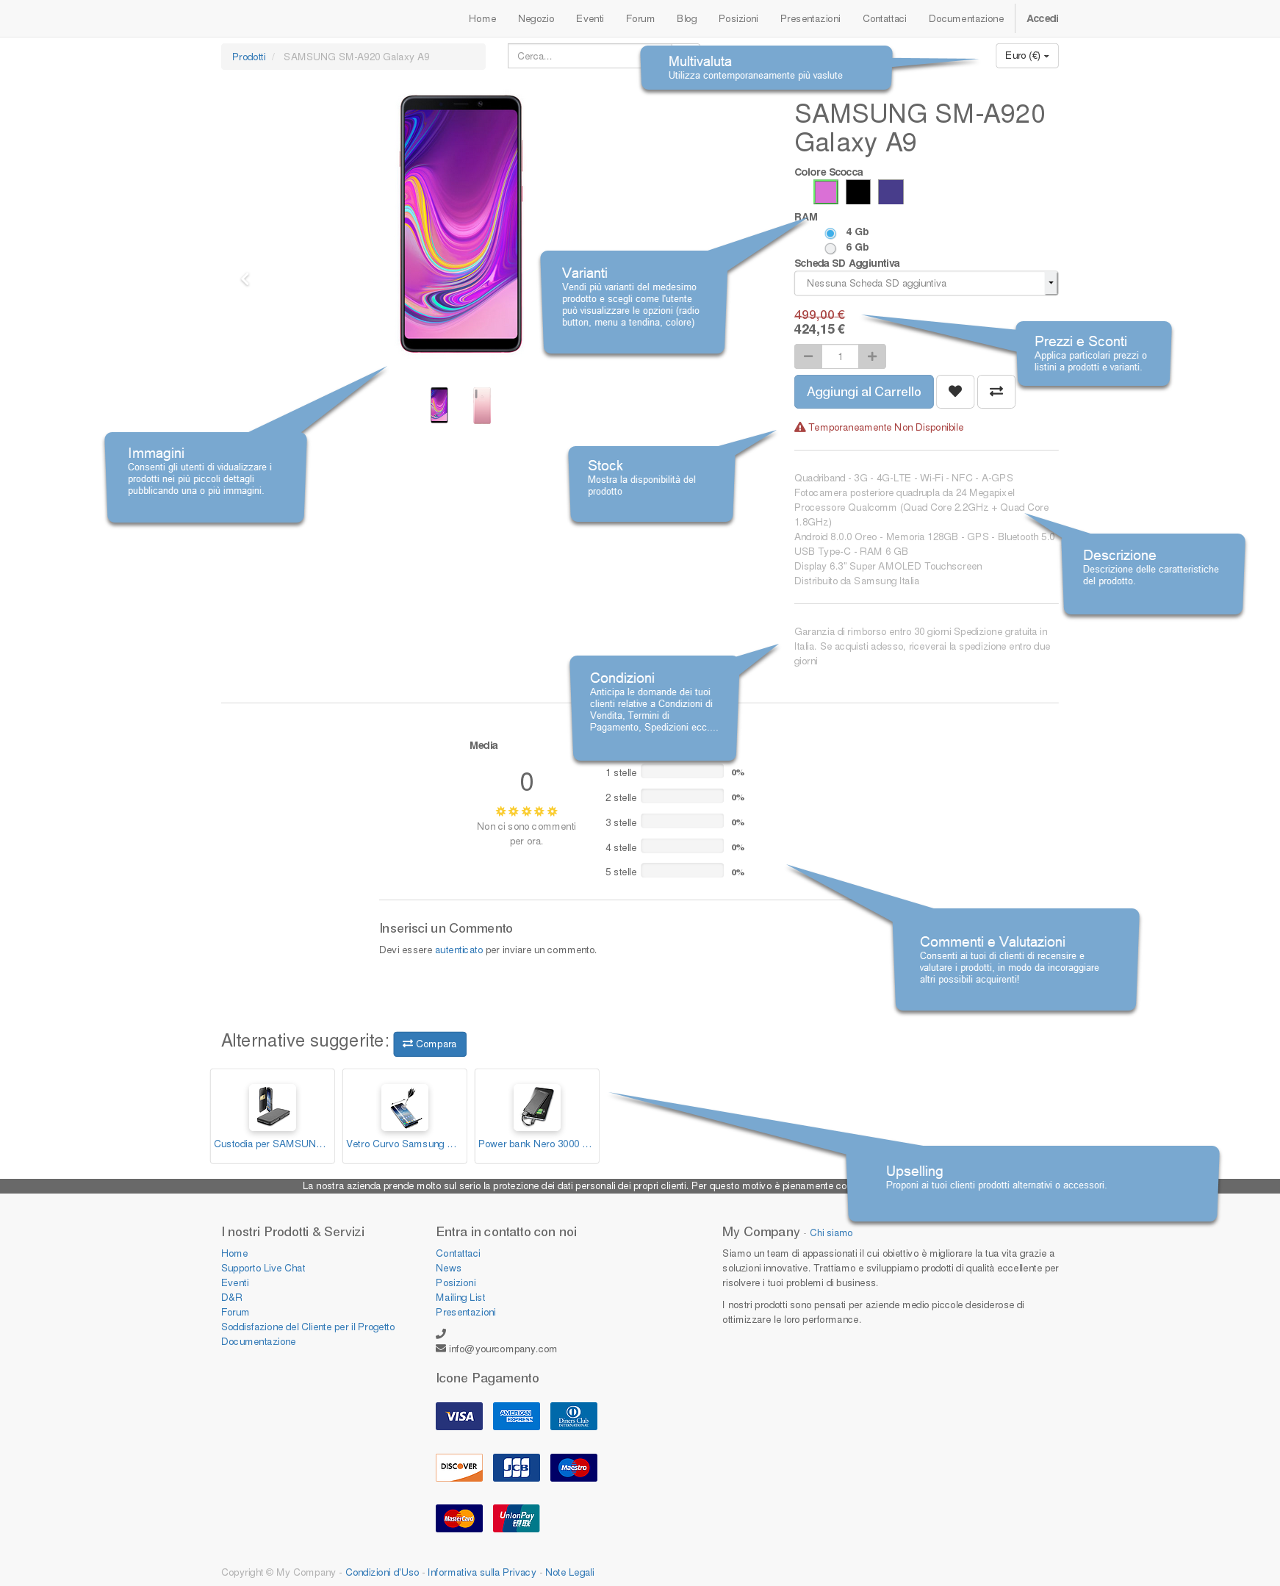 Home Negozio Eventi Forum Blog Posizioni Presentazioni Contattaci Documentazione Accedi
Prodotti / SAMSUNG SM-A920 Galaxy A9
Cerca...
Multivaluta
Utilizza contemporaneamente più vaslute
Euro (€)
SAMSUNG SM-A920
Galaxy A9
Colore Scocca
RAM
4 Gb
6 Gb
Scheda SD Aggiuntiva
Nessuna Scheda SD aggiuntiva
Varianti
Vendi più varianti del medesimo
prodotto e scegli come l'utente
può visualizzare le opzioni (radio
button, menu a tendina, colore)
499,00 €
424,15 €
1
Prezzi e Sconti
Applica particolari prezzi o
listini a prodotti e varianti.
Aggiungi al Carrello
Temporaneamente Non Disponibile
Immagini
Consenti gli utenti di vidualizzare i
prodotti nei più piccoli dettagli
pubblicando una o più immagini.
Stock
Mostra la disponibilità del
prodotto
Quadriband - 3G - 4G-LTE - Wi-Fi - NFC - A-GPS
Fotocamera posteriore quadrupla da 24 Megapixel
Processore Qualcomm (Quad Core 2.2GHz + Quad Core
1.8GHz)
Android 8.0.0 Oreo - Memoria 128GB - GPS - Bluetooth 5.0
USB Type-C - RAM 6 GB
Display 6.3" Super AMOLED Touchscreen
Distribuito da Samsung Italia
Descrizione
Descrizione delle caratteristiche
del prodotto.
Garanzia di rimborso entro 30 giorni.Spedizione gratuita in
Italia. Se acquisti adesso, riceverai la spedizione entro due
giorni
Condizioni
Anticipa le domande dei tuoi
clienti relative a Condizioni di
Vendita, Termini di
Pagamento, Spedizioni ecc....
Media
0
Non ci sono commenti
per ora.
1 stelle 0%
2 stelle 0%
3 stelle 0%
4 stelle 0%
5 stelle 0%
Inserisci un Commento
Devi essere autenticato per inviare un commento.
Commenti e Valutazioni
Consenti ai tuoi di clienti di recensire e
valutare i prodotti, in modo da incoraggiare
altri possibili acquirenti!
Alternative suggerite: Compara
Custodia per SAMSUN...
Vetro Curvo Samsung ...
Power bank Nero 3000 ...
Upselling
Proponi ai tuoi clienti prodotti alternativi o accessori.
La nostra azienda prende molto sul serio la protezione dei dati personali dei propri clienti. Per questo motivo è pienamente
I nostri Prodotti & Servizi
Home
Supporto Live Chat
Eventi
D&R
Forum
Soddisfazione del Cliente per il Progetto
Documentazione
Entra in contatto con noi
Contattaci
News
Posizioni
Mailing List
Presentazioni
info@yourcompany.com
Icone Pagamento
VISA
AMERICAN EXPRESS
Diners Club
INTERNATIONAL
DISCOVER
JCB
Maestro
MasterCard
UnionPay
银联
My Company - Chi siamo
Siamo un team di appassionati il cui obiettivo è migliorare la tua vita grazie a
soluzioni innovative. Trattiamo e sviluppiamo prodotti di qualità eccellente per
risolvere i tuoi problemi di business.
I nostri prodotti sono pensati per aziende medio piccole desiderose di
ottimizzare le loro performance.
Copyright © My Company - Condizioni d'Uso - Informativa sulla Privacy - Note Legali